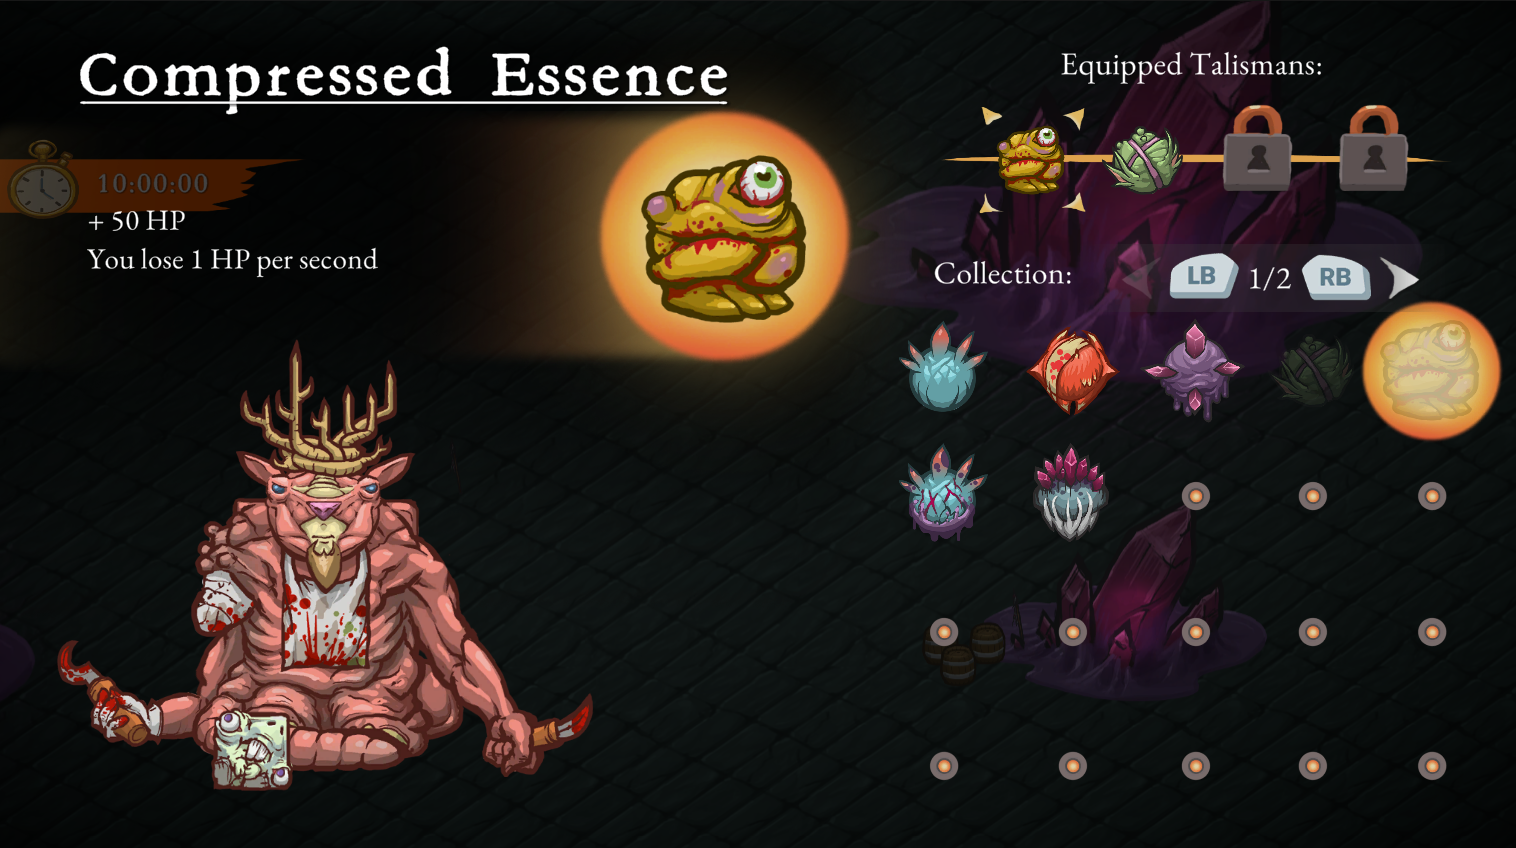 Compressed Essence
10:00:00
+ 50 HP
You lose 1 HP per second
Equipped Talismans:
Collection:
LB 1/2 RB